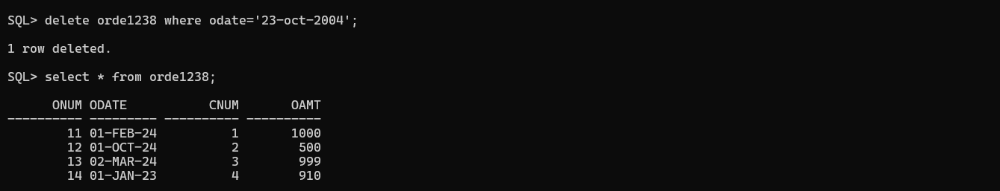 SQL> delete orde1238 where odate='23-oct-2004';
1 row deleted.
SQL> select * from orde1238;
      ONUM ODATE           CNUM       OAMT
---------- --------- ---------- ----------
        11 01-FEB-24          1       1000
        12 01-OCT-24          2        500
        13 02-MAR-24          3        999
        14 01-JAN-23          4        910